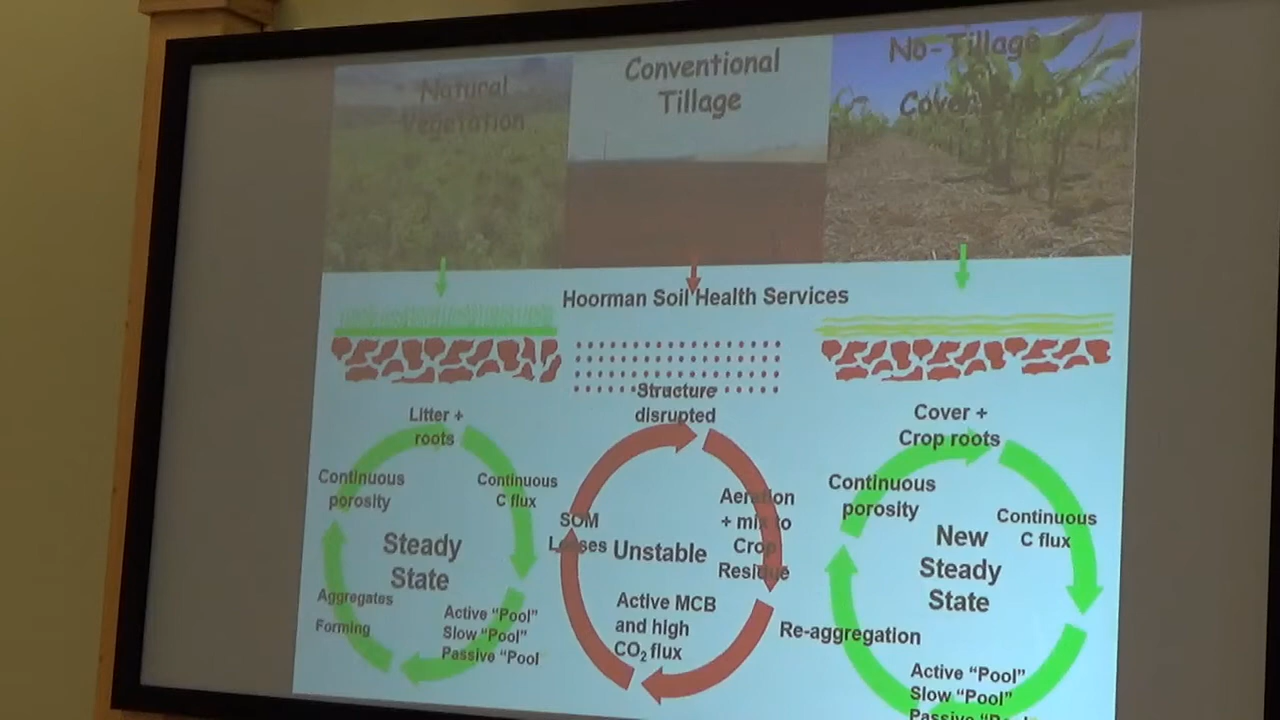 Natural
Vegetation
Conventional
Tillage
No-Tillage
Cover Crop
Hoorman Soil Health Services
Litter +
roots
Continuous
porosity
Continuous
C flux
Steady
State
Aggregates
Forming
Active “Pool”
Slow “Pool”
Passive “Pool
Structure
disrupted
Aeration
+ mix to
Crop
Residue
SOM
Losses
Unstable
Active MCB
and high
CO₂ flux
Cover +
Crop roots
Continuous
porosity
Continuous
C flux
New
Steady
State
Re-aggregation
Active “Pool”
Slow “Pool”
Passive